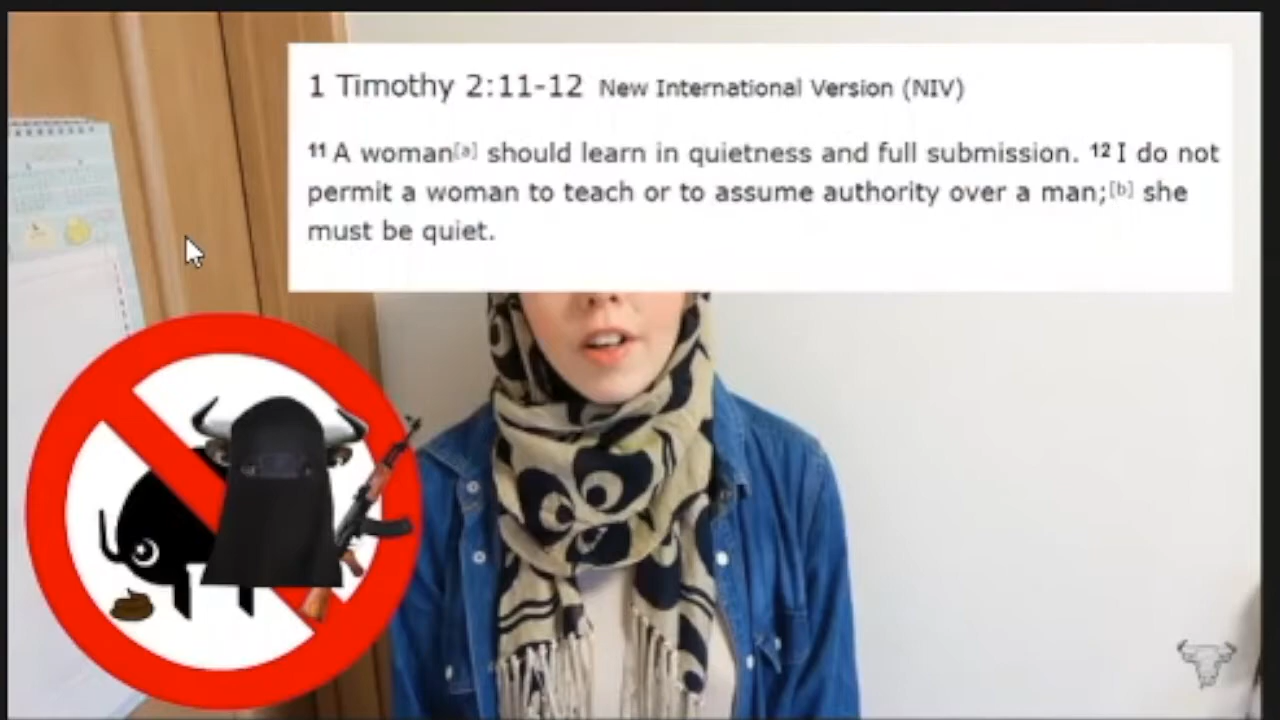 1 Timothy 2:11-12 New International Version (NIV)
11 A woman[a] should learn in quietness and full submission. 12 I do not
permit a woman to teach or to assume authority over a man;[b] she
must be quiet.